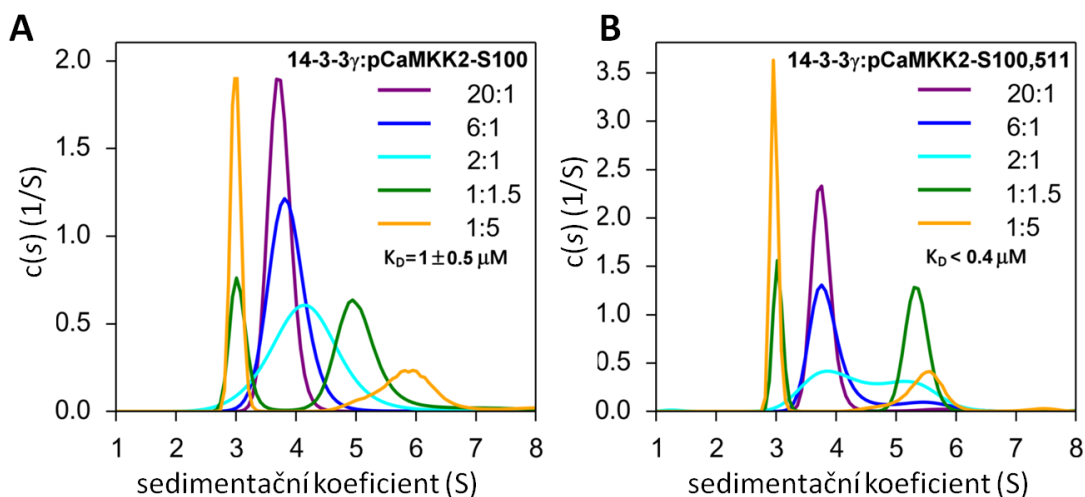 A
14-3-3γ:pCaMKK2-S100
20:1
6:1
2:1
1:1.5
1:5
K_D=1±0.5 μM
2.0
1.5
1.0
0.5
0.0
c(s) (1/S)
1 2 3 4 5 6 7 8
sedimentační koeficient (S)
B
14-3-3γ:pCaMKK2-S100,511
20:1
6:1
2:1
1:1.5
1:5
K_D < 0.4 μM
3.5
3.0
2.5
2.0
1.5
1.0
0.5
0.0
c(s) (1/S)
1 2 3 4 5 6 7 8
sedimentační koeficient (S)